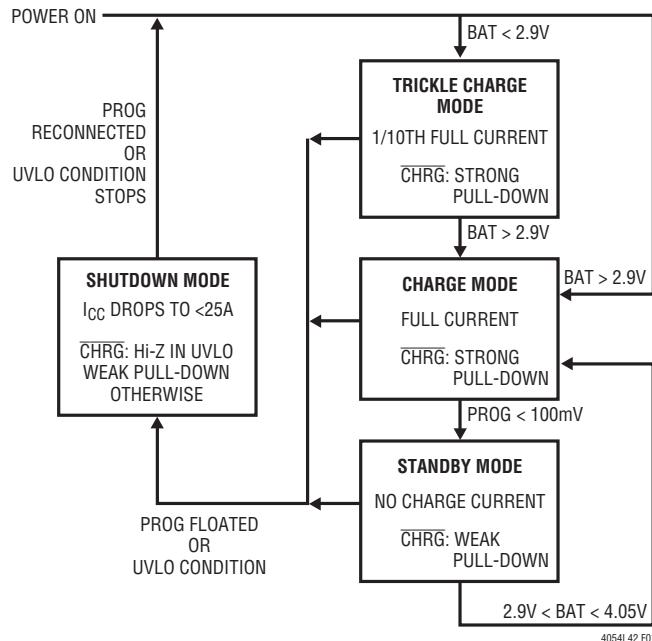 POWER ON
BAT < 2.9V
TRICKLE CHARGE
MODE
1/10TH FULL CURRENT
CHRG: STRONG
PULL-DOWN
PROG
RECONNECTED
OR
UVLO CONDITION
STOPS
BAT > 2.9V
SHUTDOWN MODE
ICC DROPS TO <25A
CHRG: Hi-Z IN UVLO
WEAK PULL-DOWN
OTHERWISE
CHARGE MODE
FULL CURRENT
CHRG: STRONG
PULL-DOWN
BAT > 2.9V
PROG < 100mV
STANDBY MODE
NO CHARGE CURRENT
CHRG: WEAK
PULL-DOWN
PROG FLOATED
OR
UVLO CONDITION
2.9V < BAT < 4.05V